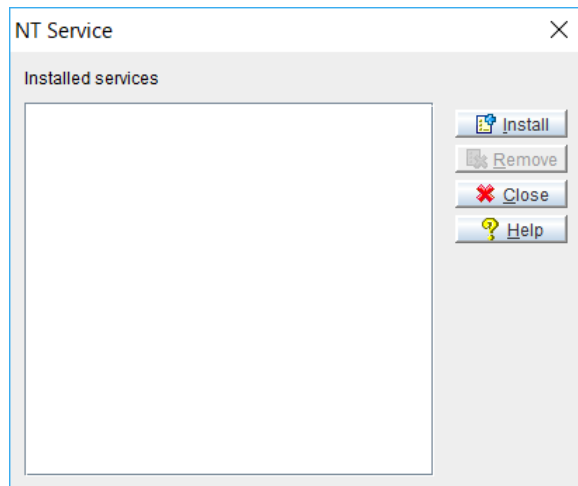 NT Service
Installed services
Install
Remove
Close
Help